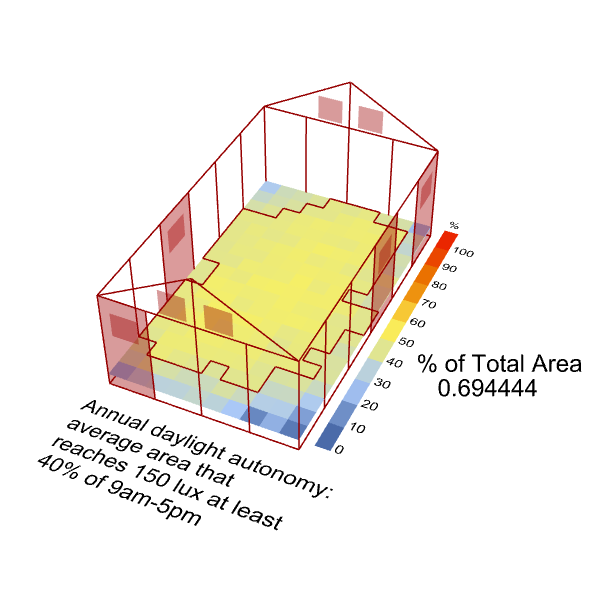 %
100
90
80
70
60
50
40
30
20
10
0
% of Total Area
0.694444
Annual daylight autonomy:
average area that
reaches 150 lux at least
40% of 9am-5pm